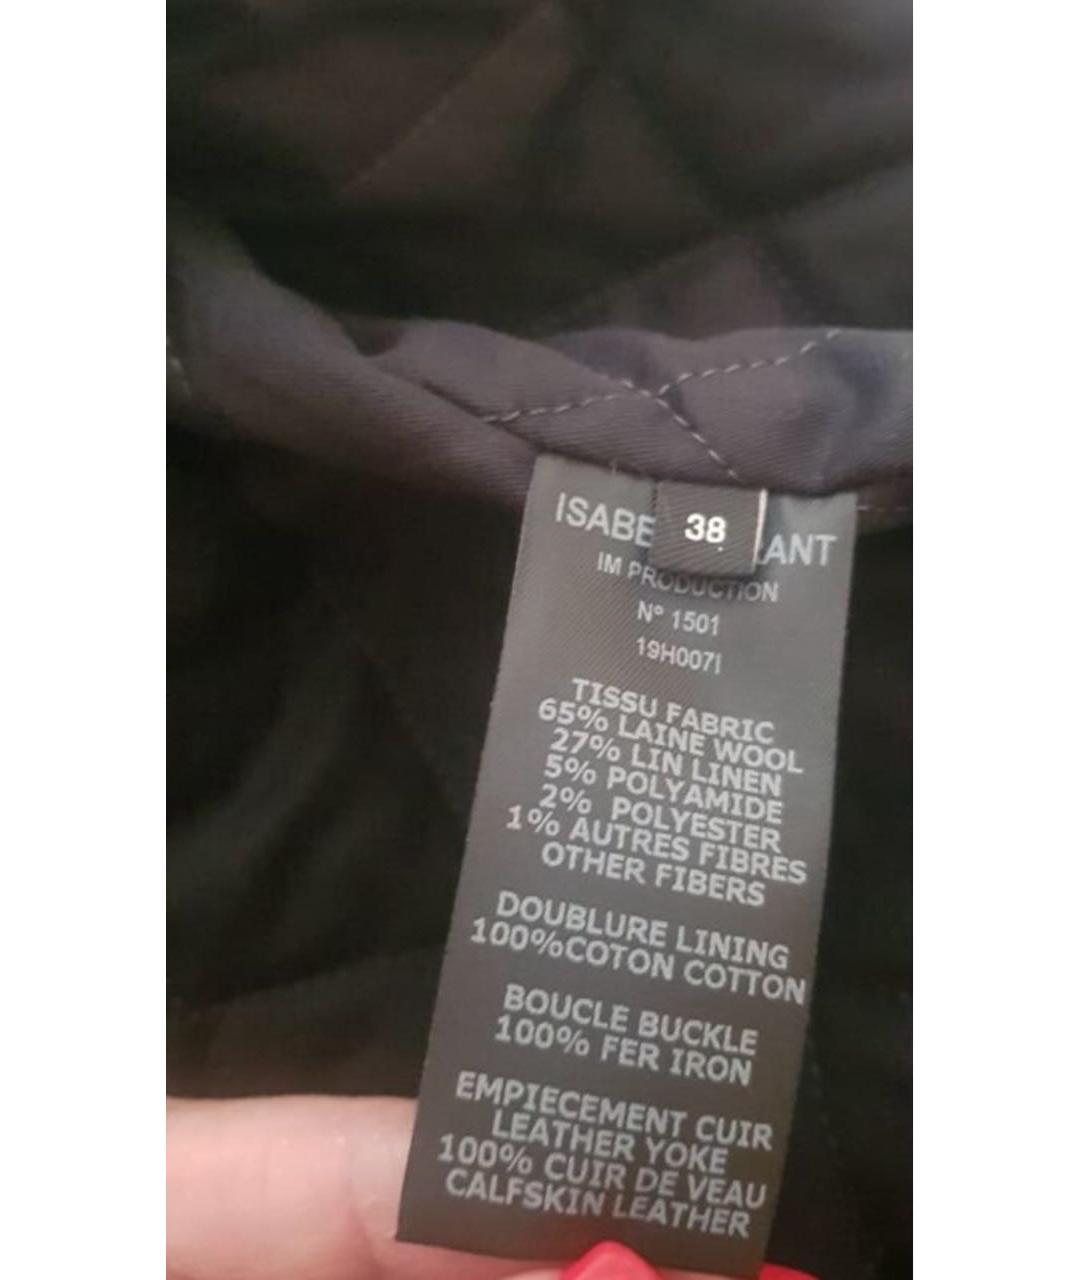 ISABE ANT
38
IM PRODUCTION
N° 1501
19H007I
TISSU FABRIC
65% LAINE WOOL
27% LIN LINEN
5% POLYAMIDE
2% POLYESTER
1% AUTRES FIBRES
OTHER FIBERS
DOUBLURE LINING
100%COTON COTTON
BOUCLE BUCKLE
100% FER IRON
EMPIECEMENT CUIR
LEATHER YOKE
100% CUIR DE VEAU
CALFSKIN LEATHER